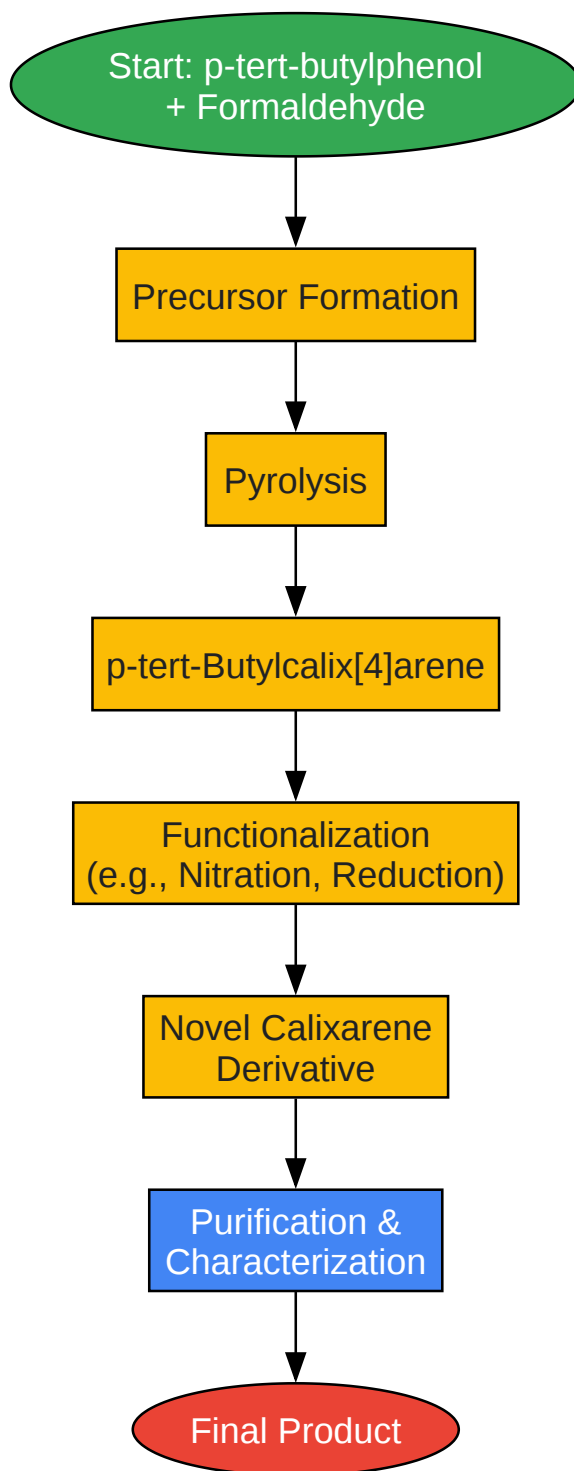 Start: p-tert-butylphenol
+ Formaldehyde
Precursor Formation
Pyrolysis
p-tert-Butylcalix[4]arene
Functionalization
(e.g., Nitration, Reduction)
Novel Calixarene
Derivative
Purification &
Characterization
Final Product